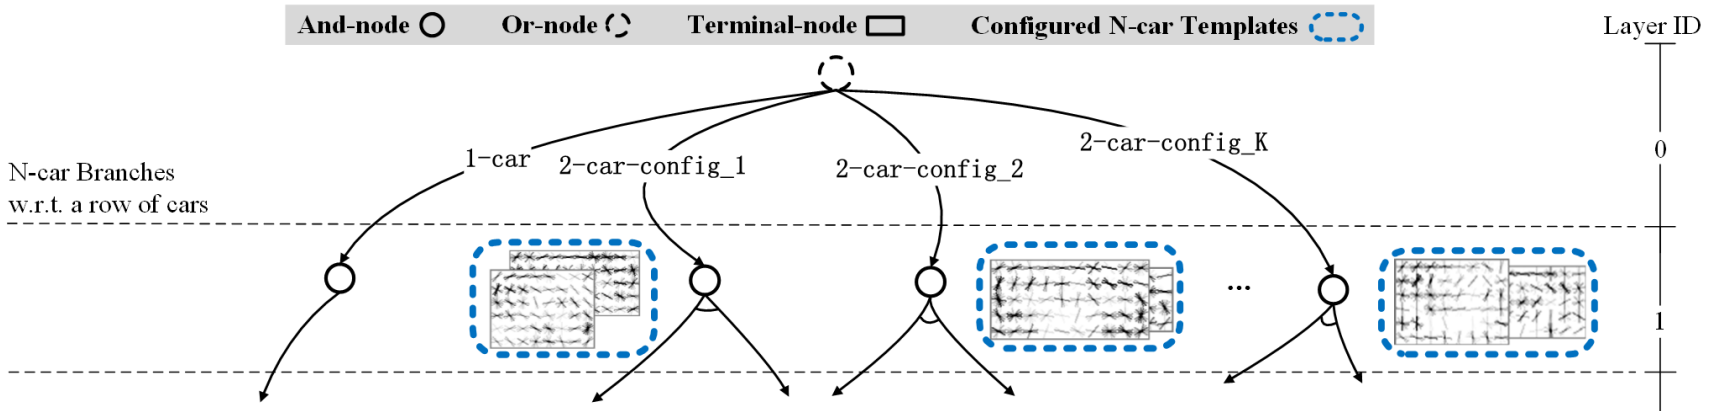 And-node Or-node Terminal-node Configured N-car Templates
Layer ID
1-car
2-car-config_1
2-car-config_2
2-car-config_K
0
N-car Branches
w.r.t. a row of cars
...
1